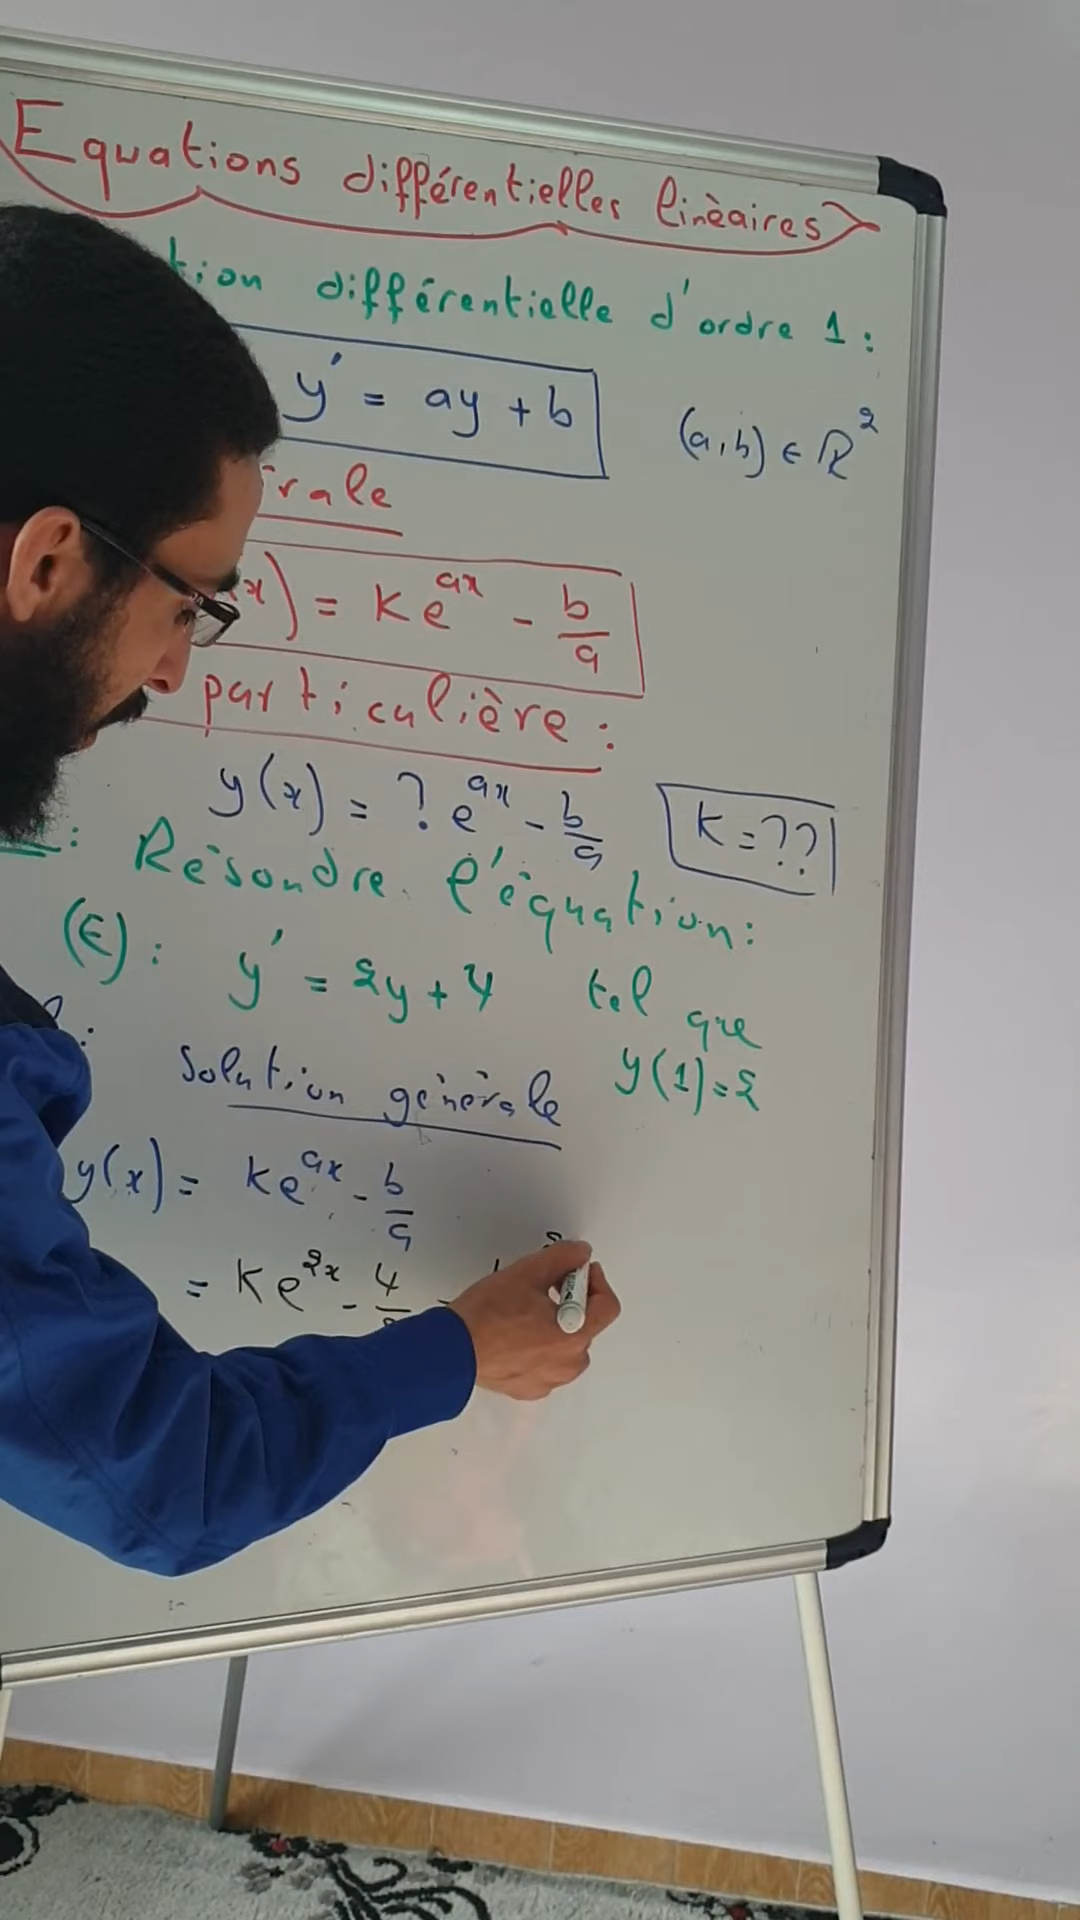 Equations différentielles linèaires
tion différentielle d'ordre 1 :
y' = ay + b (a,b) ∈ ℝ²
rale
x) = K e^{ax} - b/a
particulière :
y(x) = ? e^{ax} - b/a K = ??
: Résoudre l'équation :
(E) : y' = 2y + 4 tel que
y(1) = 2
Solution générale
y(x) = K e^{ax} - b/a
= K e^{2x} - 4/